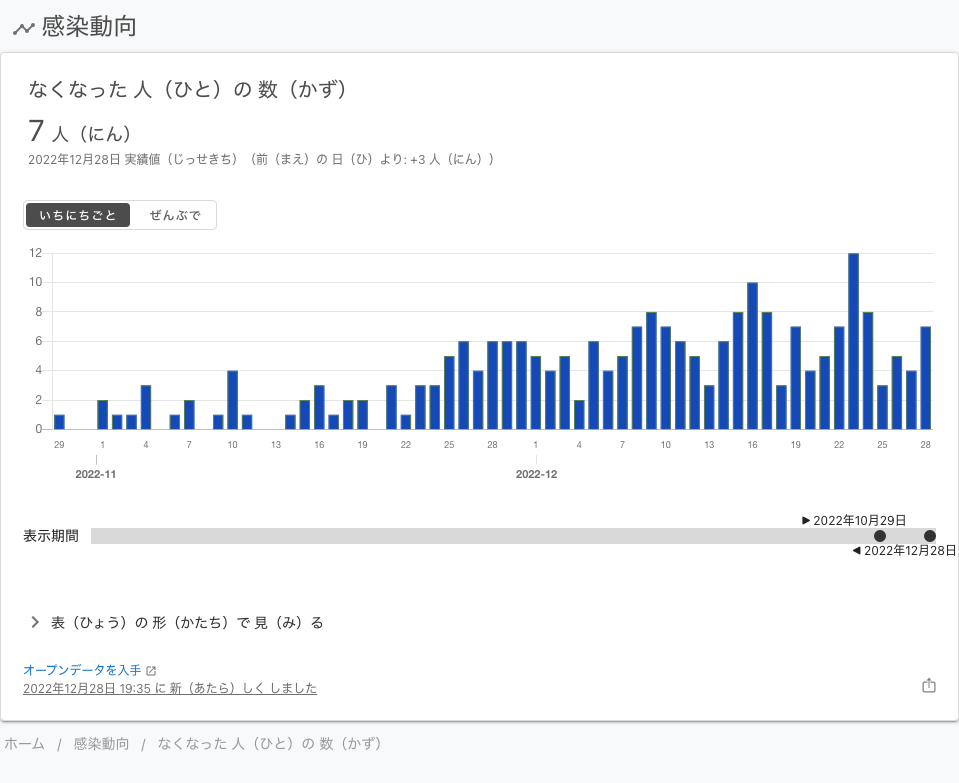 感染動向
なくなった 人（ひと）の 数（かず）
7 人（にん）
2022年12月28日 実績値（じっせきち）（前（まえ）の 日（ひ）より: +3 人（にん））
いちにちごと ぜんぶで
12
10
8
6
4
2
0
29 1 4 7 10 13 16 19 22 25 28 1 4 7 10 13 16 19 22 25 28
2022-11 2022-12
▶ 2022年10月29日
表示期間
◀ 2022年12月28日
表（ひょう）の 形（かたち）で 見（み）る
オープンデータを入手
2022年12月28日 19:35 に 新（あたら）しく しました
ホーム / 感染動向 / なくなった 人（ひと）の 数（かず）